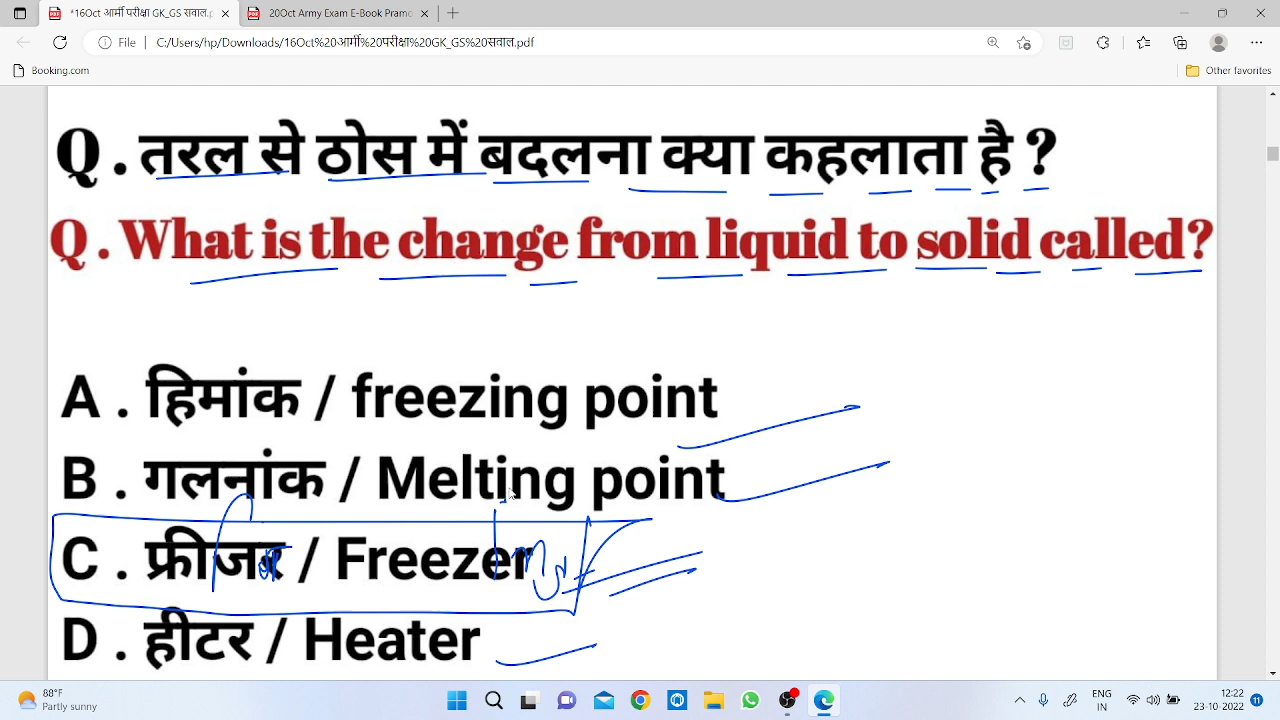 *16Oct आर्मी परीक्षा GK_GS सवाल.p
20Oct Army Exam E-Book Pramo
File C:/Users/hp/Downloads/16Oct%20आर्मी%20परीक्षा%20GK_GS%20सवाल.pdf
Booking.com
Other favorites
Q . तरल से ठोस में बदलना क्या कहलाता है ?
Q . What is the change from liquid to solid called?
A . हिमांक / freezing point
B . गलनांक / Melting point
C . फ्रीजर / Freezer
D . हीटर / Heater
88°F
Partly sunny
ENG
IN
12:22
23-10-2022
11